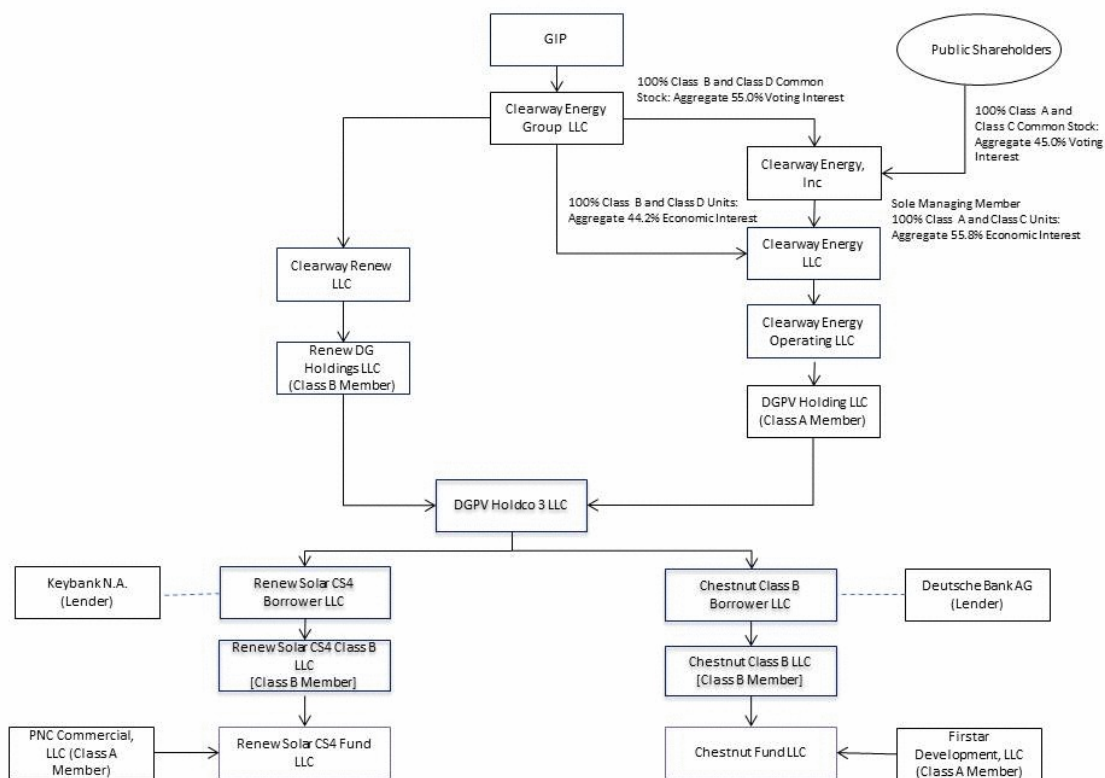 GIP
Public Shareholders
100% Class B and Class D Common
Stock: Aggregate 55.0% Voting Interest
Clearway Energy
Group LLC
100% Class A and
Class C Common Stock:
Aggregate 45.0% Voting
Interest
Clearway Energy,
Inc
100% Class B and Class D Units:
Aggregate 44.2% Economic Interest
Sole Managing Member
100% Class A and Class C Units:
Aggregate 55.8% Economic Interest
Clearway Energy
LLC
Clearway Renew
LLC
Clearway Energy
Operating LLC
Renew DG
Holdings LLC
(Class B Member)
DGPV Holding LLC
(Class A Member)
DGPV Holdco 3 LLC
Keybank N.A.
(Lender)
Renew Solar CS4
Borrower LLC
Chestnut Class B
Borrower LLC
Deutsche Bank AG
(Lender)
Renew Solar CS4 Class B
LLC
[Class B Member]
Chestnut Class B LLC
[Class B Member]
PNC Commercial,
LLC (Class A
Member)
Renew Solar CS4 Fund
LLC
Chestnut Fund LLC
Firstar
Development, LLC
(Class A Member)